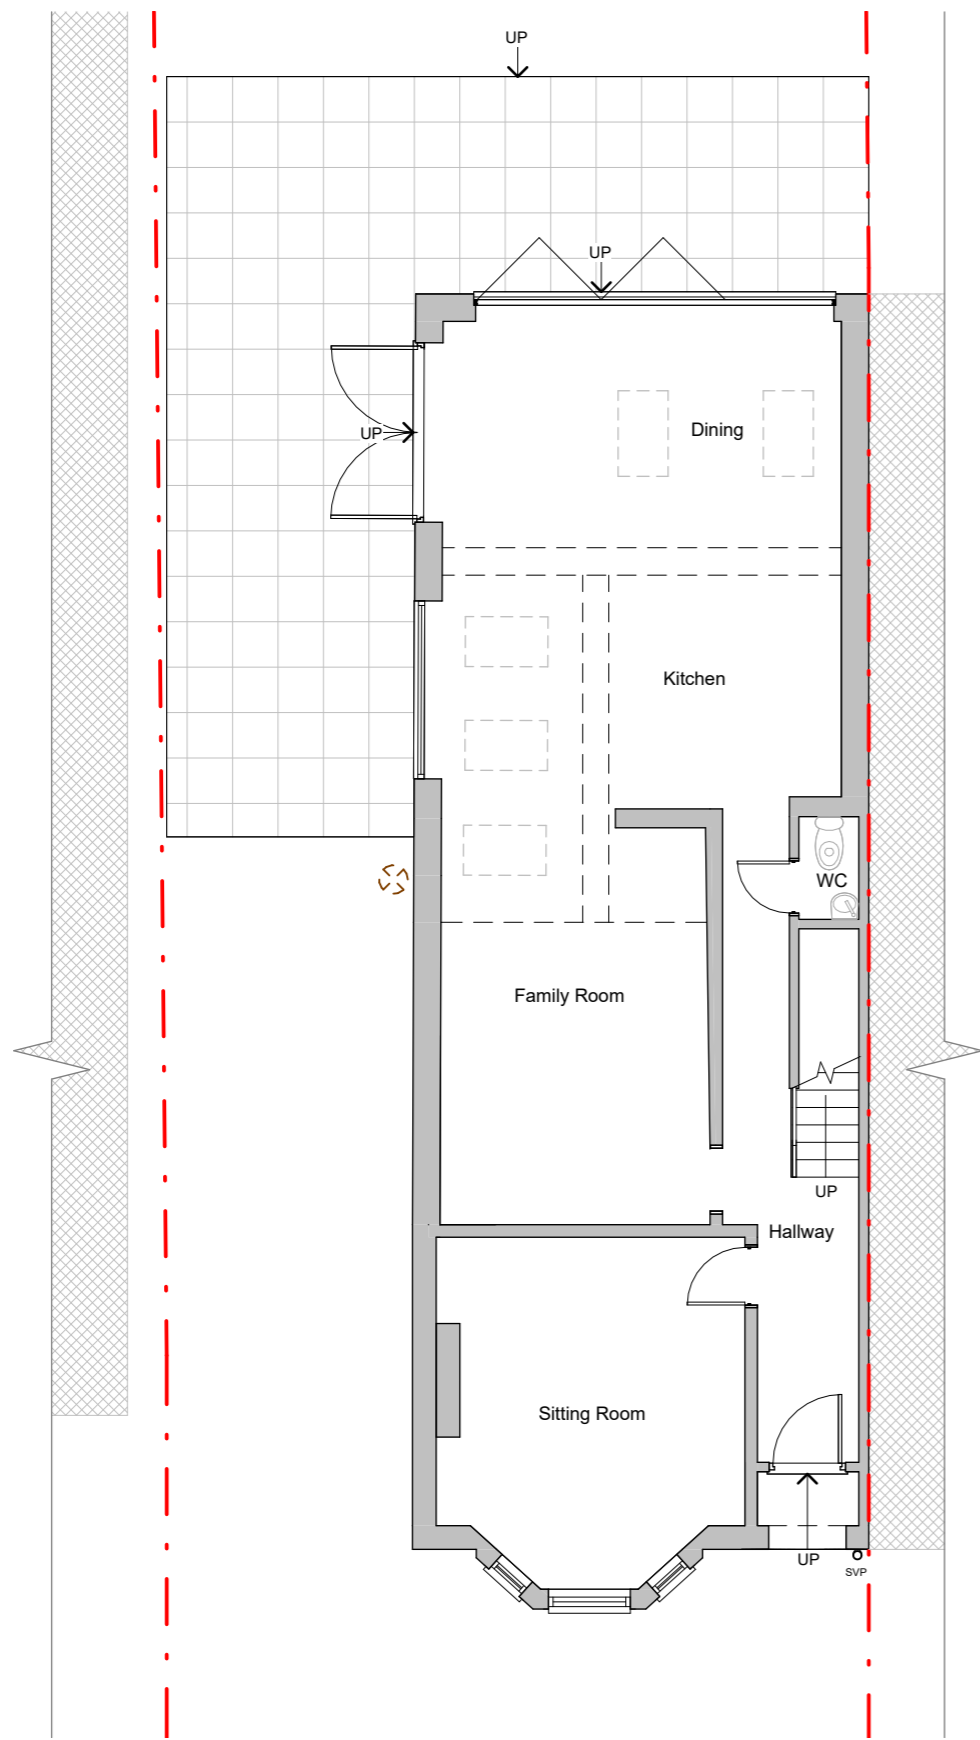 UP
UP
Dining
UP
Kitchen
WC
Family Room
UP
Hallway
Sitting Room
UP
SVP